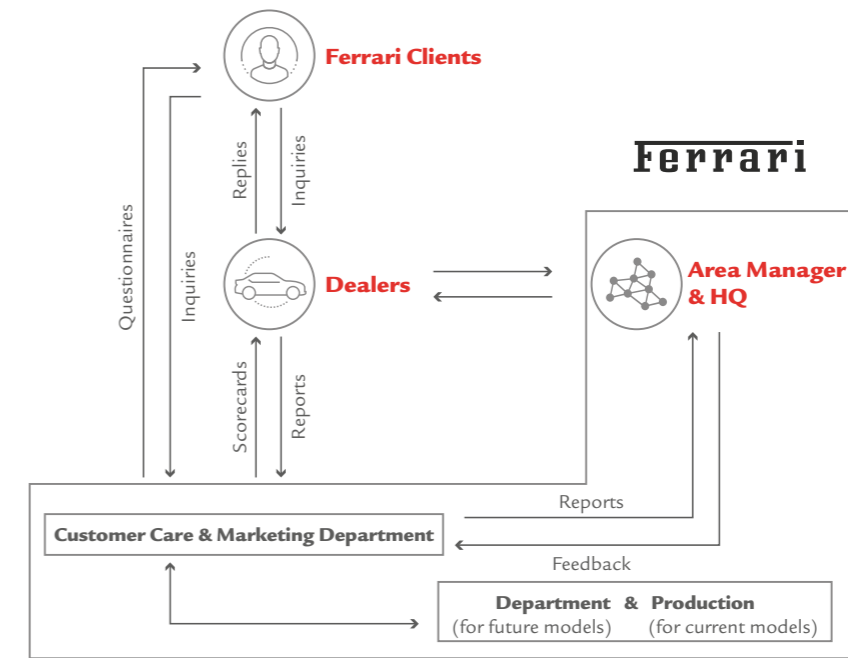 Ferrari Clients
Ferrari
Replies
Inquiries
Questionnaires
Inquiries
Dealers
Area Manager
& HQ
Scorecards
Reports
Reports
Customer Care & Marketing Department
Feedback
Department & Production
(for future models) (for current models)